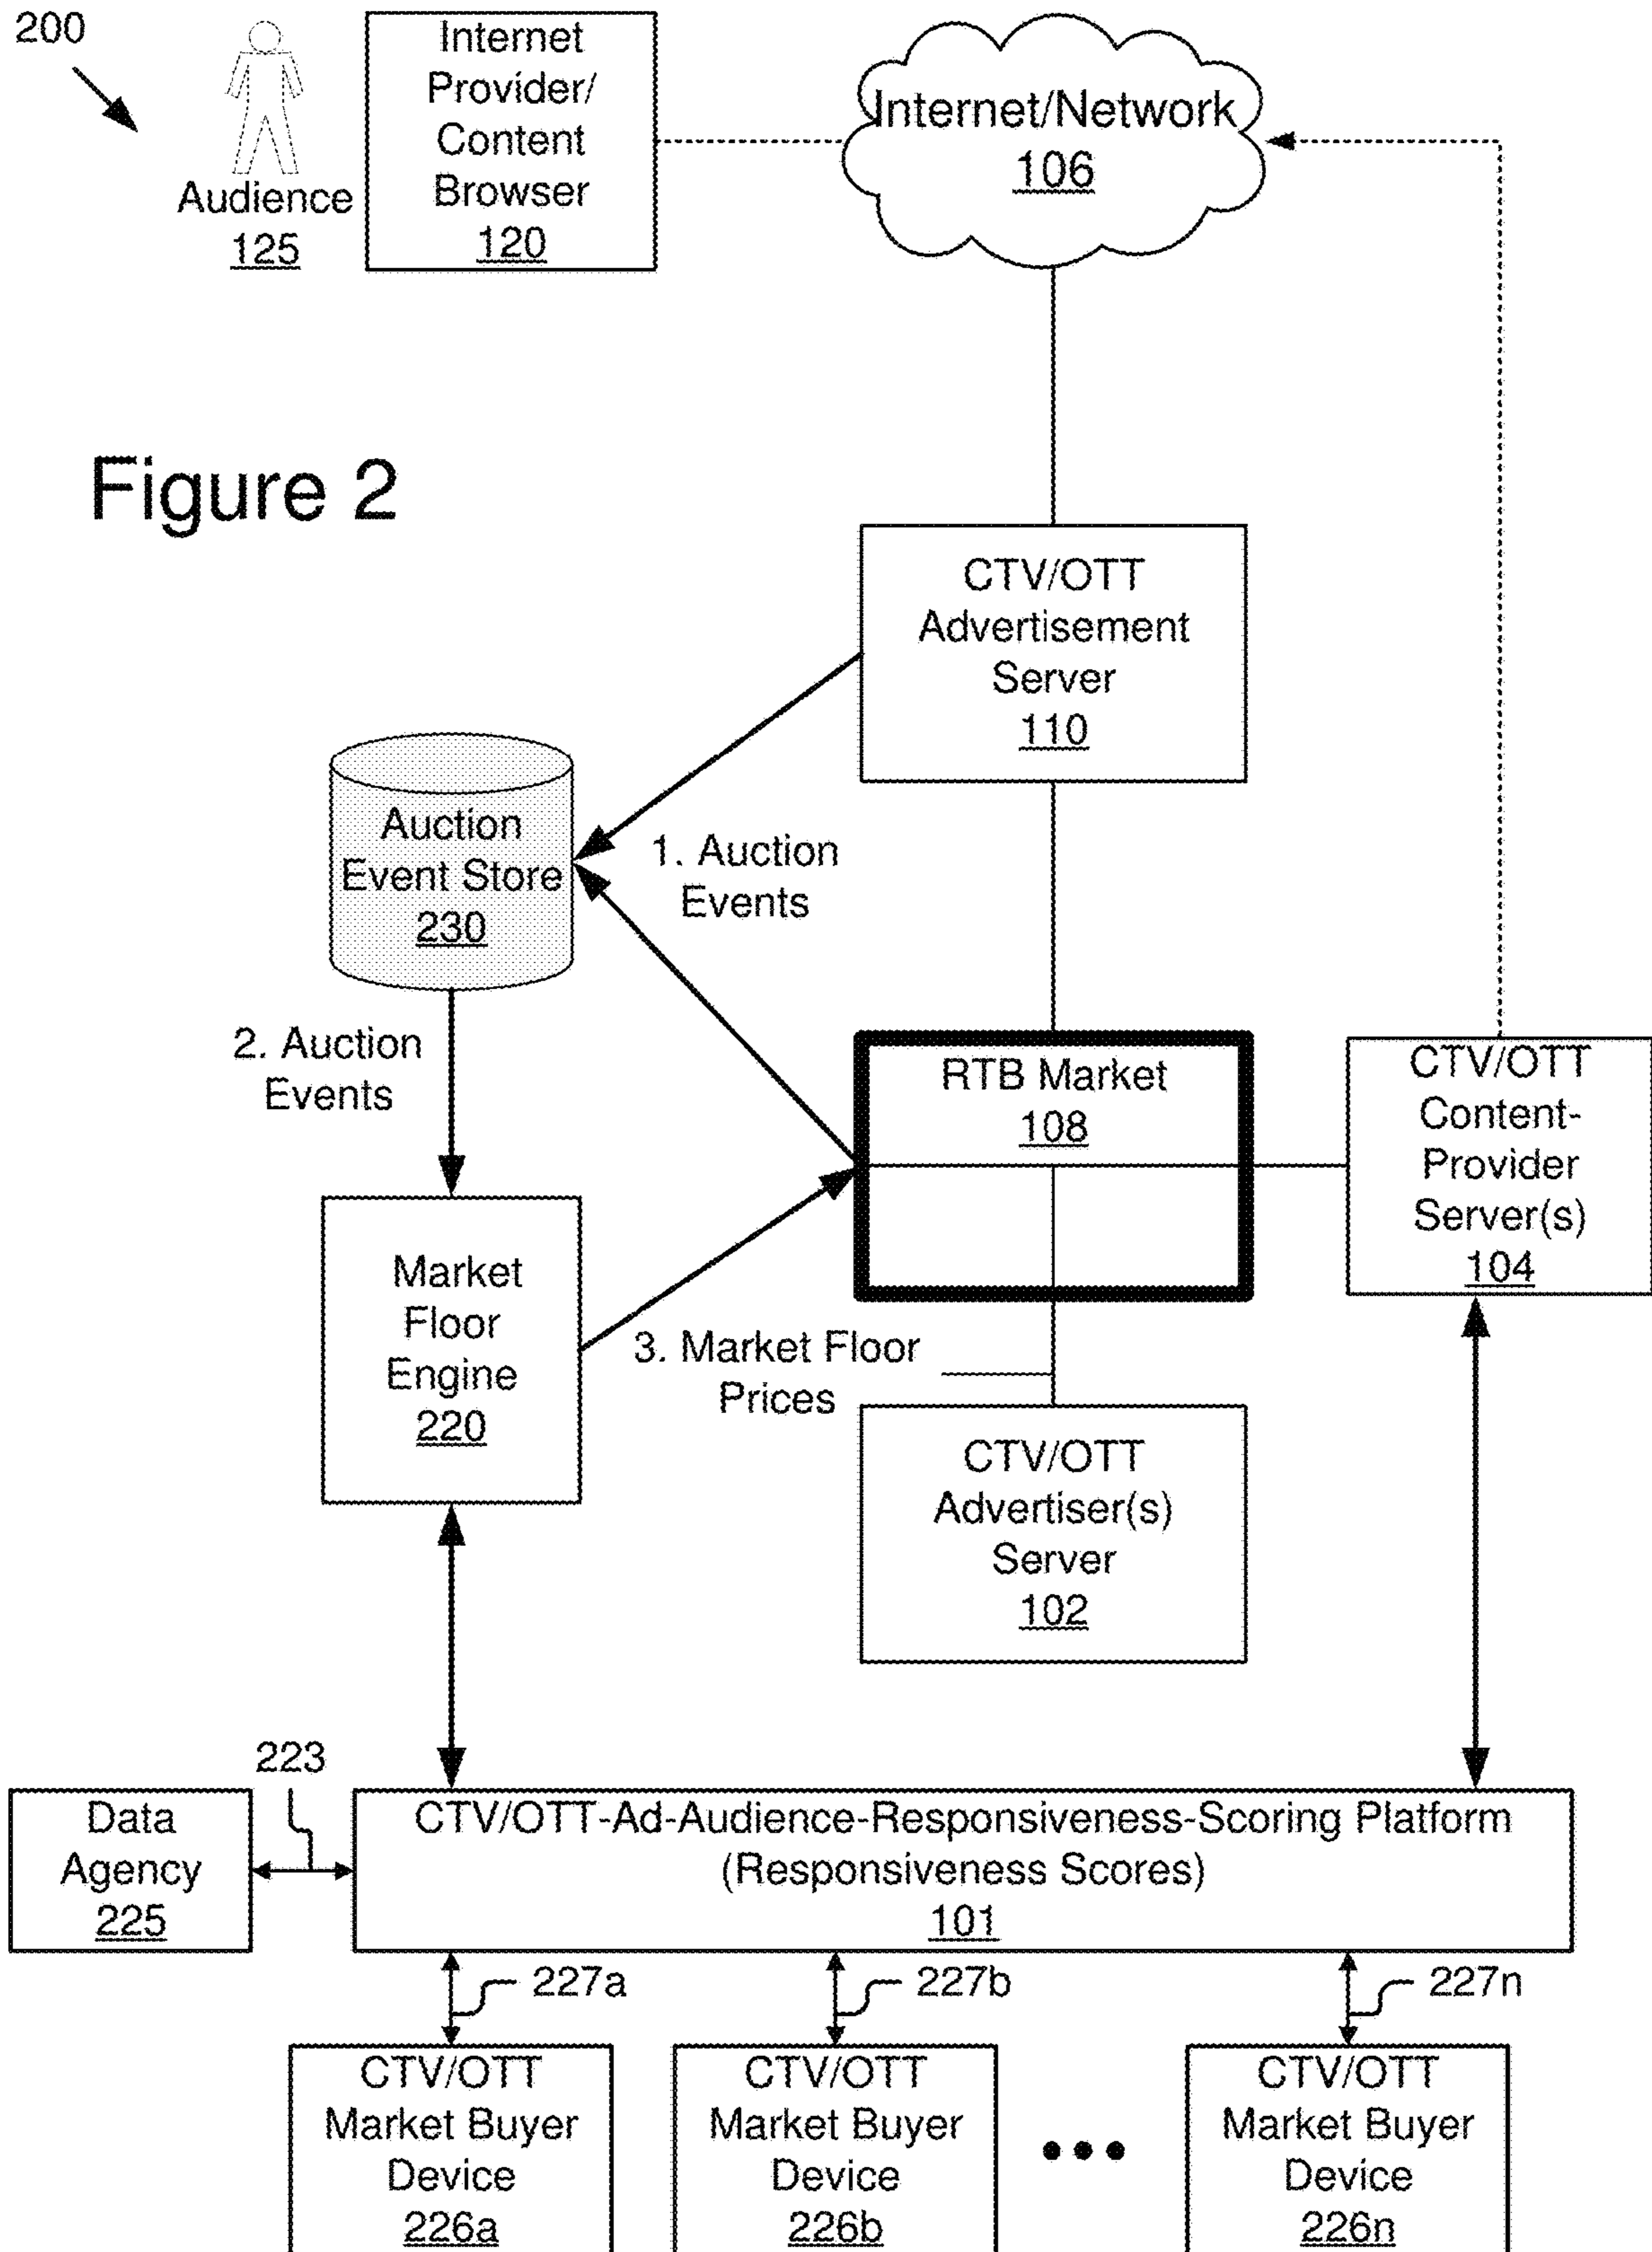 200
Audience
125
Internet
Provider/
Content
Browser
120
Internet/Network
106
Figure 2
CTV/OTT
Advertisement
Server
110
Auction
Event Store
230
1. Auction
Events
2. Auction
Events
RTB Market
108
CTV/OTT
Content-
Provider
Server(s)
104
Market
Floor
Engine
220
3. Market Floor
Prices
CTV/OTT
Advertiser(s)
Server
102
223
Data
Agency
225
CTV/OTT-Ad-Audience-Responsiveness-Scoring Platform
(Responsiveness Scores)
101
227a
227b
227n
CTV/OTT
Market Buyer
Device
226a
CTV/OTT
Market Buyer
Device
226b
CTV/OTT
Market Buyer
Device
226n